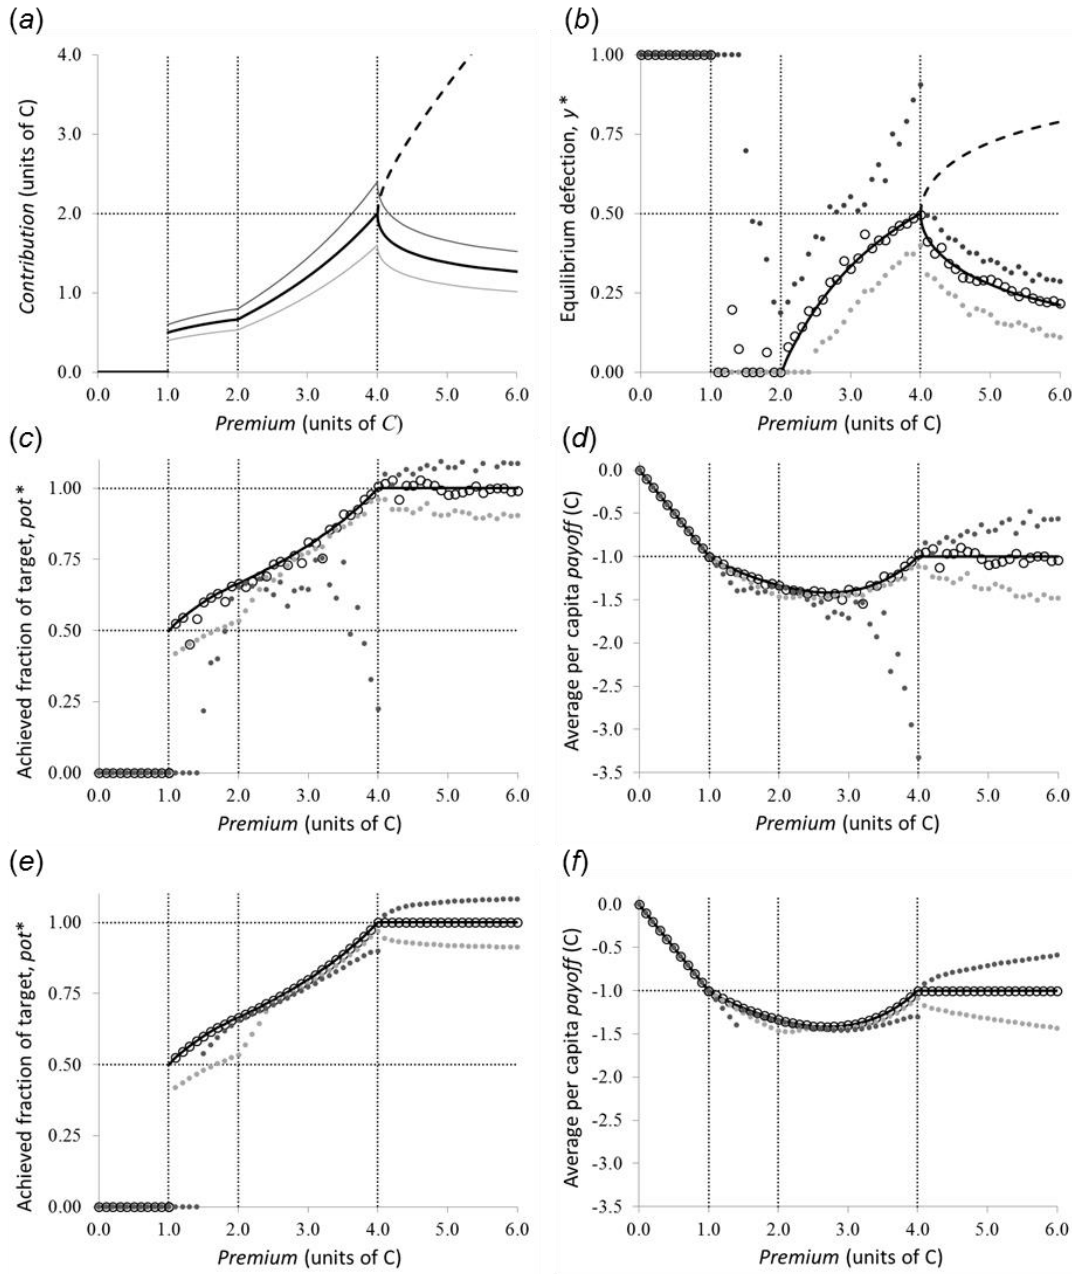 (a)
Contribution (units of C)
4.0
3.0
2.0
1.0
0.0
0.0 1.0 2.0 3.0 4.0 5.0 6.0
Premium (units of C)
(b)
Equilibrium defection, y*
1.00
0.75
0.50
0.25
0.00
0.0 1.0 2.0 3.0 4.0 5.0 6.0
Premium (units of C)
(c)
Achieved fraction of target, pot*
1.00
0.75
0.50
0.25
0.00
0.0 1.0 2.0 3.0 4.0 5.0 6.0
Premium (units of C)
(d)
Average per capita payoff (C)
0.0
-0.5
-1.0
-1.5
-2.0
-2.5
-3.0
-3.5
0.0 1.0 2.0 3.0 4.0 5.0 6.0
Premium (units of C)
(e)
Achieved fraction of target, pot*
1.00
0.75
0.50
0.25
0.00
0.0 1.0 2.0 3.0 4.0 5.0 6.0
Premium (units of C)
(f)
Average per capita payoff (C)
0.0
-0.5
-1.0
-1.5
-2.0
-2.5
-3.0
-3.5
0.0 1.0 2.0 3.0 4.0 5.0 6.0
Premium (units of C)